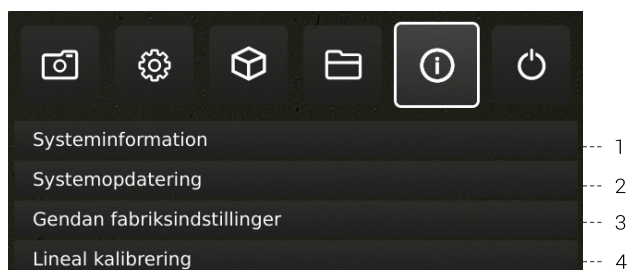 Systeminformation 1
Systemopdatering 2
Gendan fabriksindstillinger 3
Lineal kalibrering 4